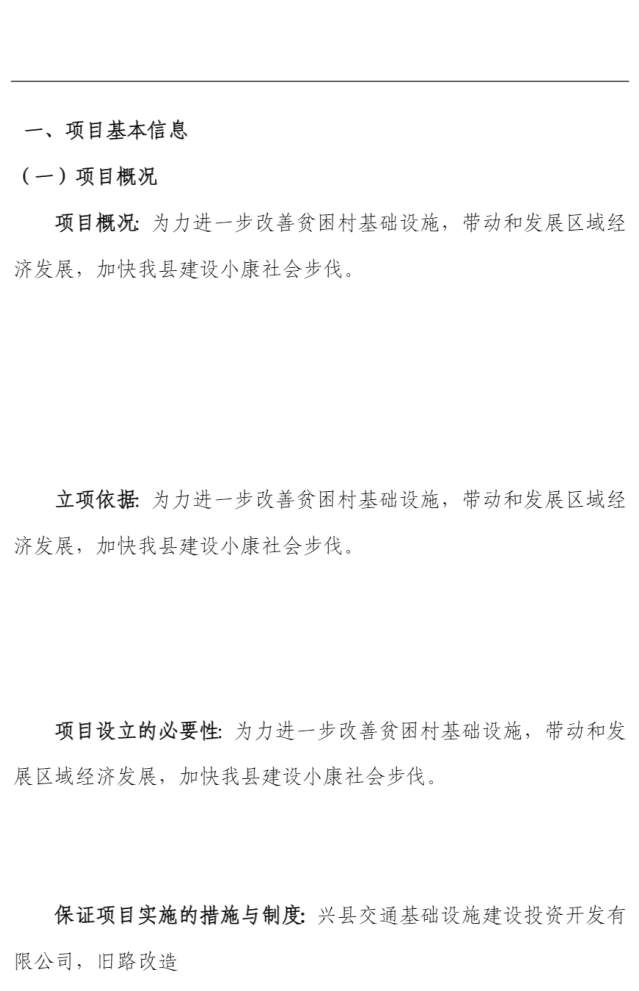 一、项目基本信息
（一）项目概况
项目概况：为力进一步改善贫困村基础设施，带动和发展区域经
济发展，加快我县建设小康社会步伐。
立项依据：为力进一步改善贫困村基础设施，带动和发展区域经
济发展，加快我县建设小康社会步伐。
项目设立的必要性：为力进一步改善贫困村基础设施，带动和发
展区域经济发展，加快我县建设小康社会步伐。
保证项目实施的措施与制度：兴县交通基础设施建设投资开发有
限公司，旧路改造